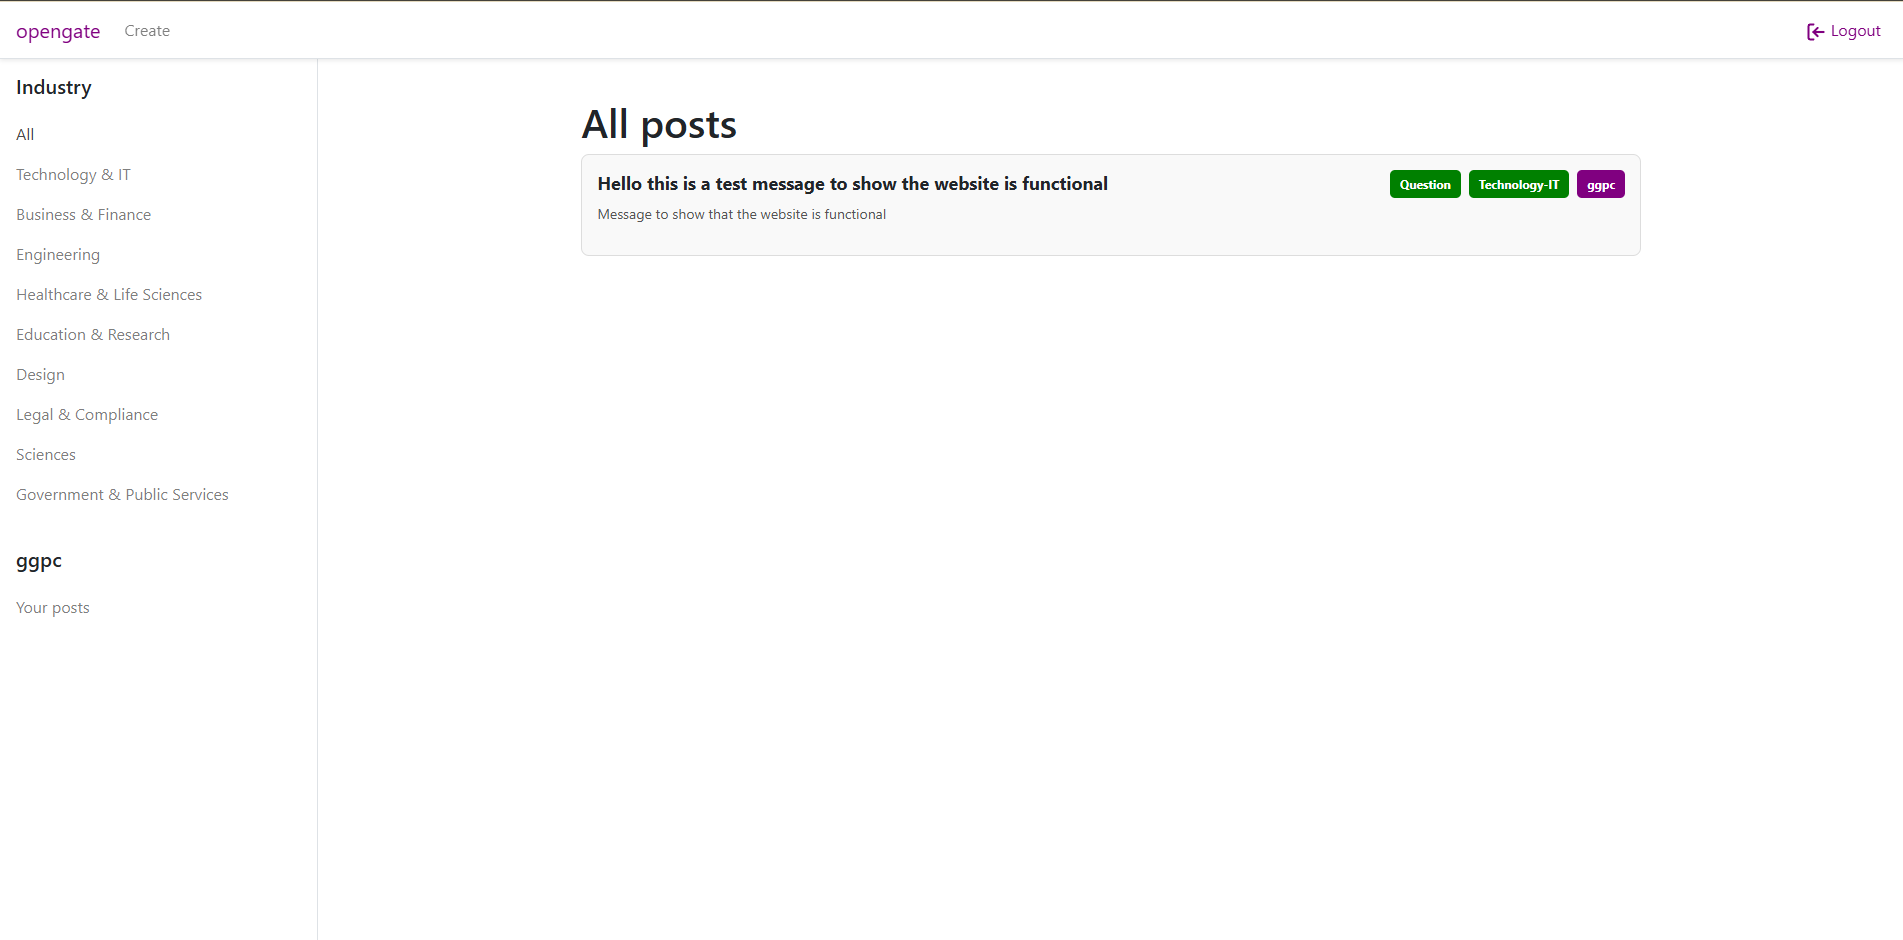 opengate Create Logout
Industry
All
Technology & IT
Business & Finance
Engineering
Healthcare & Life Sciences
Education & Research
Design
Legal & Compliance
Sciences
Government & Public Services
ggpc
Your posts
All posts
Hello this is a test message to show the website is functional Question Technology-IT ggpc
Message to show that the website is functional